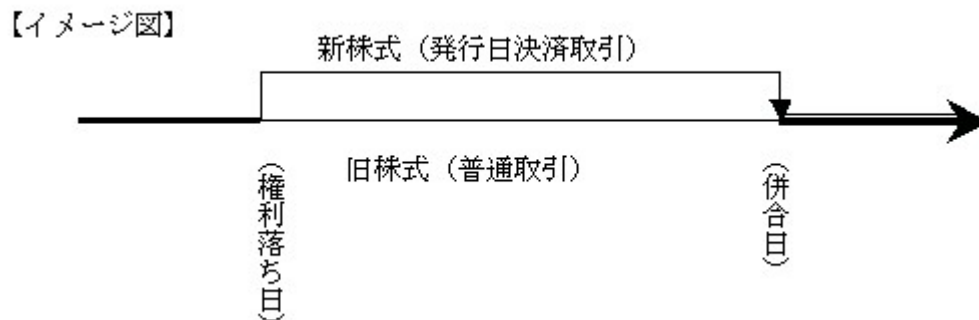 【イメージ図】
新株式（発行日決済取引）
旧株式（普通取引）
（権利落ち日）
（併合日）